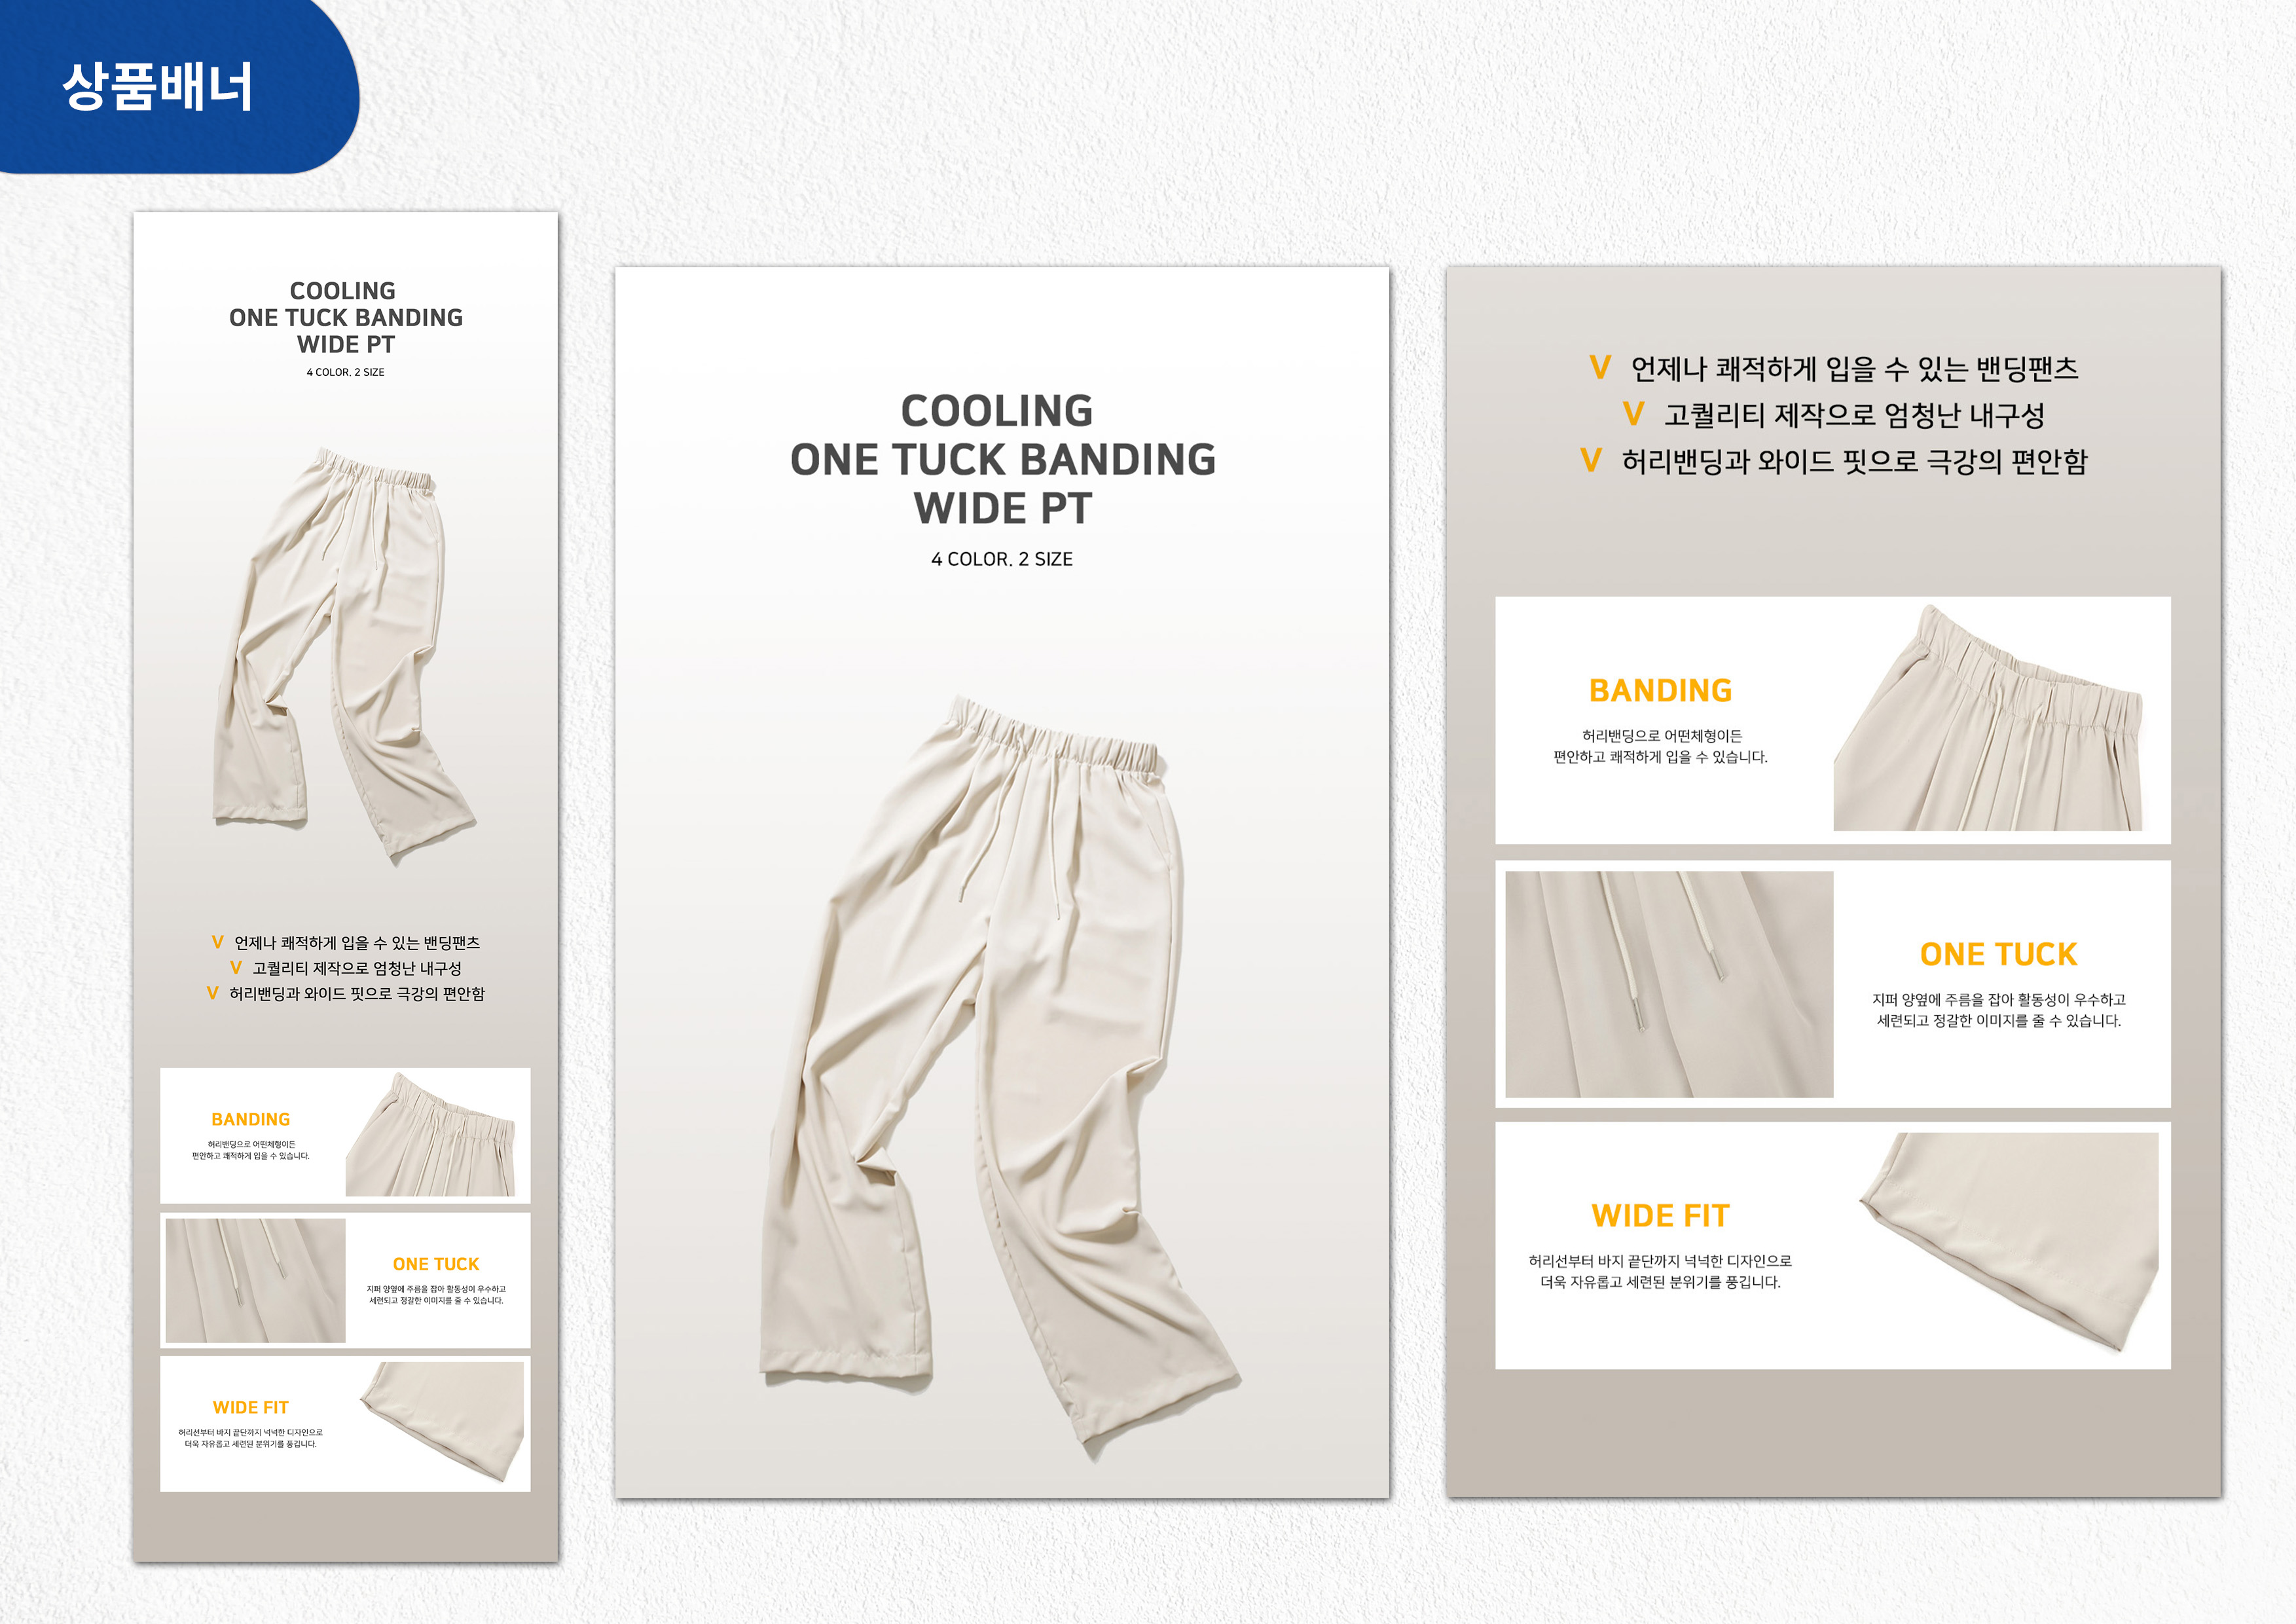 상품배너
COOLING
ONE TUCK BANDING
WIDE PT
4 COLOR. 2 SIZE
V 언제나 쾌적하게 입을 수 있는 밴딩팬츠
V 고퀄리티 제작으로 엄청난 내구성
V 허리밴딩과 와이드 핏으로 극강의 편안함
BANDING
허리밴딩으로 어떤체형이든
편안하고 쾌적하게 입을 수 있습니다.
ONE TUCK
지퍼 양옆에 주름을 잡아 활동성이 우수하고
세련되고 정갈한 이미지를 줄 수 있습니다.
WIDE FIT
허리선부터 바지 끝단까지 넉넉한 디자인으로
더욱 자유롭고 세련된 분위기를 풍깁니다.
COOLING
ONE TUCK BANDING
WIDE PT
4 COLOR. 2 SIZE
V 언제나 쾌적하게 입을 수 있는 밴딩팬츠
V 고퀄리티 제작으로 엄청난 내구성
V 허리밴딩과 와이드 핏으로 극강의 편안함
BANDING
허리밴딩으로 어떤체형이든
편안하고 쾌적하게 입을 수 있습니다.
ONE TUCK
지퍼 양옆에 주름을 잡아 활동성이 우수하고
세련되고 정갈한 이미지를 줄 수 있습니다.
WIDE FIT
허리선부터 바지 끝단까지 넉넉한 디자인으로
더욱 자유롭고 세련된 분위기를 풍깁니다.